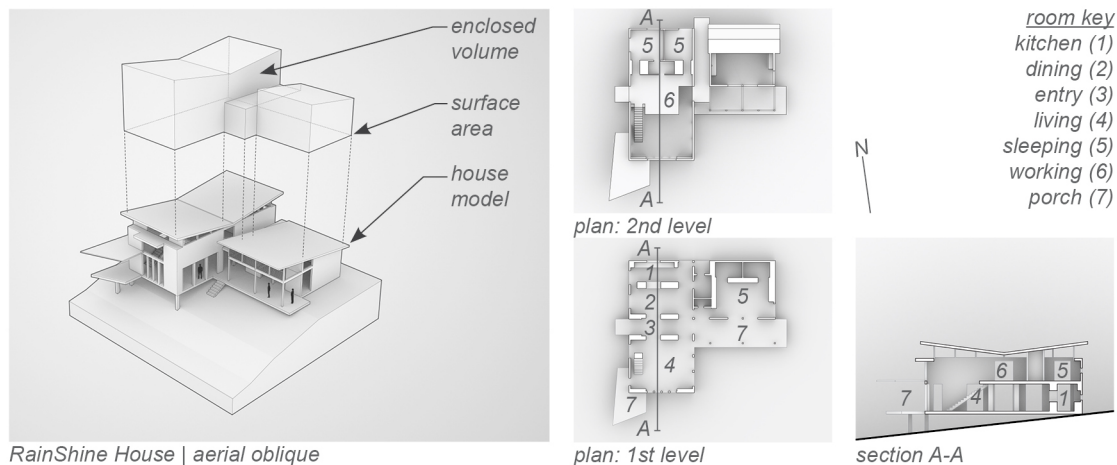 enclosed
volume
surface
area
house
model
RainShine House | aerial oblique
A
5 5
6
A
plan: 2nd level
A
1
2
5
3
7
4
7
A
plan: 1st level
room key
kitchen (1)
dining (2)
entry (3)
living (4)
sleeping (5)
working (6)
porch (7)
N
6 5
7 4 1
section A-A